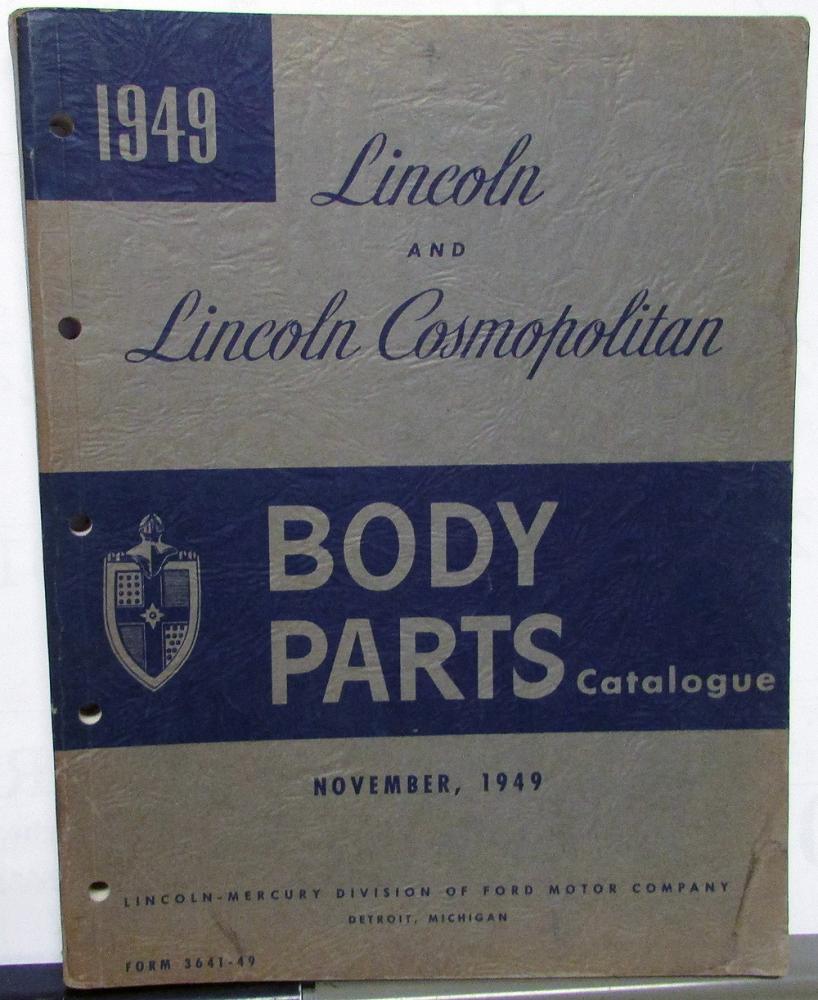 1949
Lincoln
AND
Lincoln Cosmopolitan
BODY
PARTS Catalogue
NOVEMBER, 1949
LINCOLN-MERCURY DIVISION OF FORD MOTOR COMPANY
DETROIT, MICHIGAN
FORM 3641-49